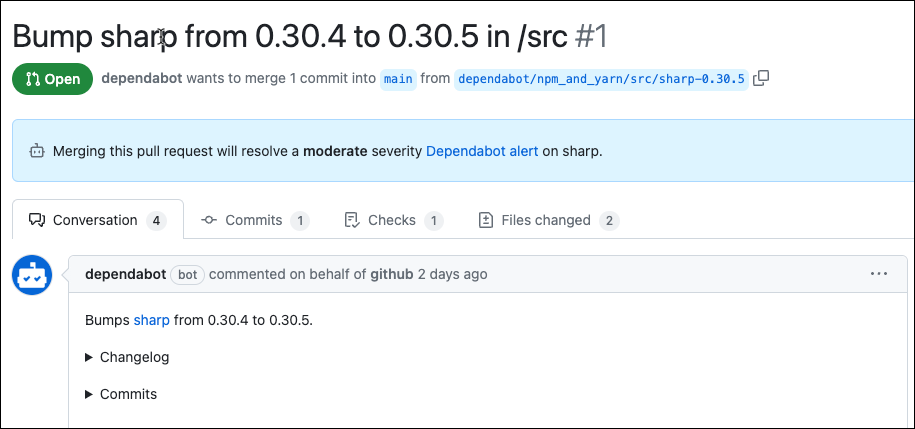 Bump sharp from 0.30.4 to 0.30.5 in /src #1
Open dependabot wants to merge 1 commit into main from dependabot/npm_and_yarn/src/sharp-0.30.5
Merging this pull request will resolve a moderate severity Dependabot alert on sharp.
Conversation 4 Commits 1 Checks 1 Files changed 2
dependabot bot commented on behalf of github 2 days ago ...
Bumps sharp from 0.30.4 to 0.30.5.
Changelog
Commits